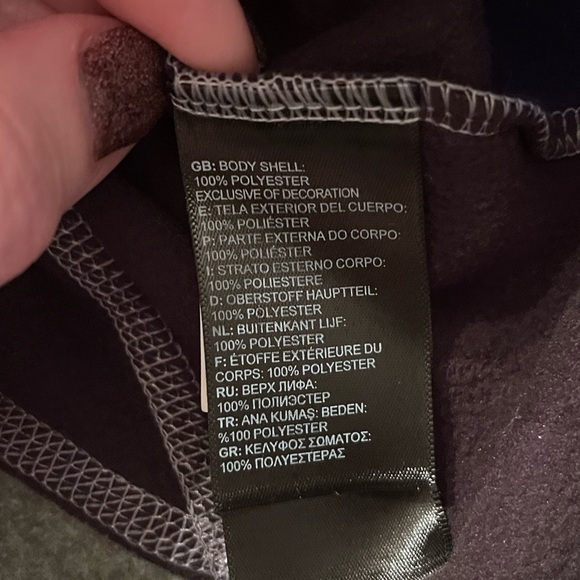 GB: BODY SHELL:
100% POLYESTER
EXCLUSIVE OF DECORATION
E: TELA EXTERIOR DEL CUERPO:
100% POLIÉSTER
P: PARTE EXTERNA DO CORPO:
100% POLIÉSTER
I: STRATO ESTERNO CORPO:
100% POLIESTERE
D: OBERSTOFF HAUPTTEIL:
100% POLYESTER
NL: BUITENKANT LIJF:
100% POLYESTER
F: ÉTOFFE EXTÉRIEURE DU
CORPS: 100% POLYESTER
RU: ВЕРХ ЛИФА:
100% ПОЛИЭСТЕР
TR: ANA KUMAŞ: BEDEN:
%100 POLYESTER
GR: ΚΕΛΥΦΟΣ ΣΩΜΑΤΟΣ:
100% ΠΟΛΥΕΣΤΕΡΑΣ